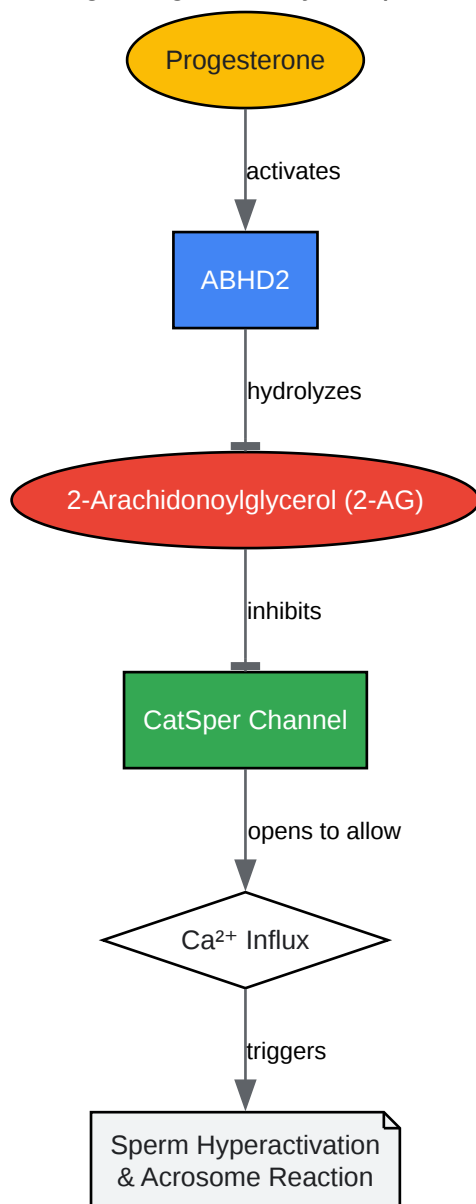 Progesterone
activates
ABHD2
hydrolyzes
2-Arachidonoylglycerol (2-AG)
inhibits
CatSper Channel
opens to allow
Ca²⁺ Influx
triggers
Sperm Hyperactivation
& Acrosome Reaction